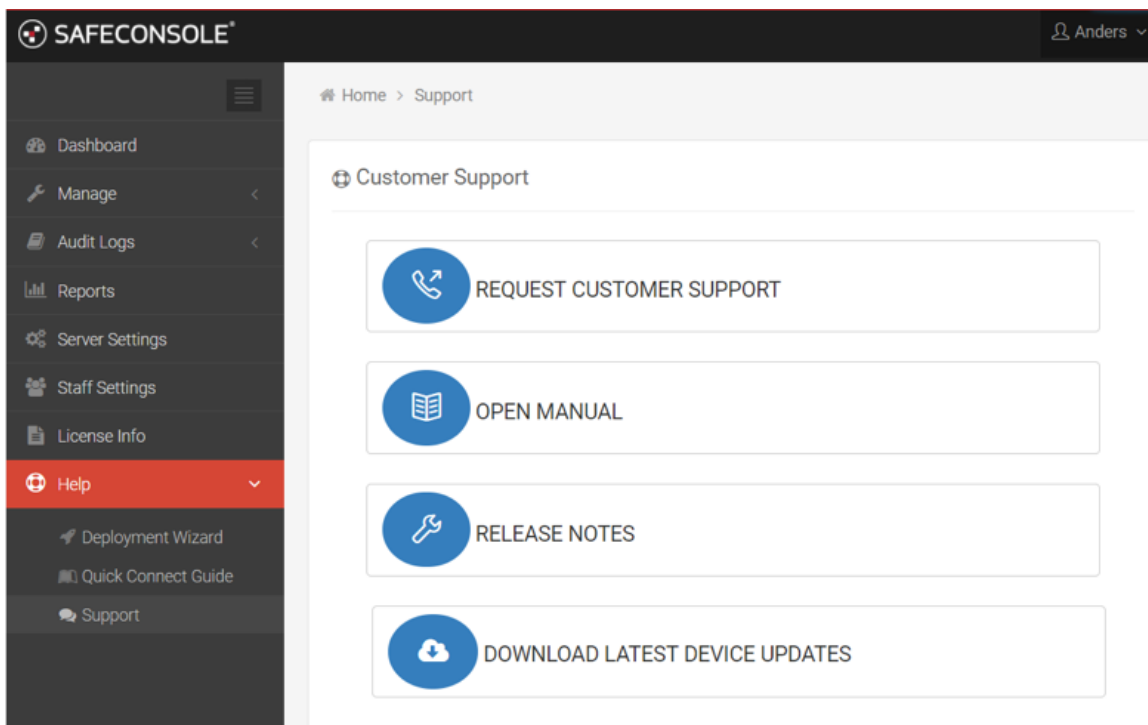 SAFECONSOLE®
Anders
Home > Support
Dashboard
Manage
Audit Logs
Reports
Server Settings
Staff Settings
License Info
Help
Deployment Wizard
Quick Connect Guide
Support
Customer Support
REQUEST CUSTOMER SUPPORT
OPEN MANUAL
RELEASE NOTES
DOWNLOAD LATEST DEVICE UPDATES